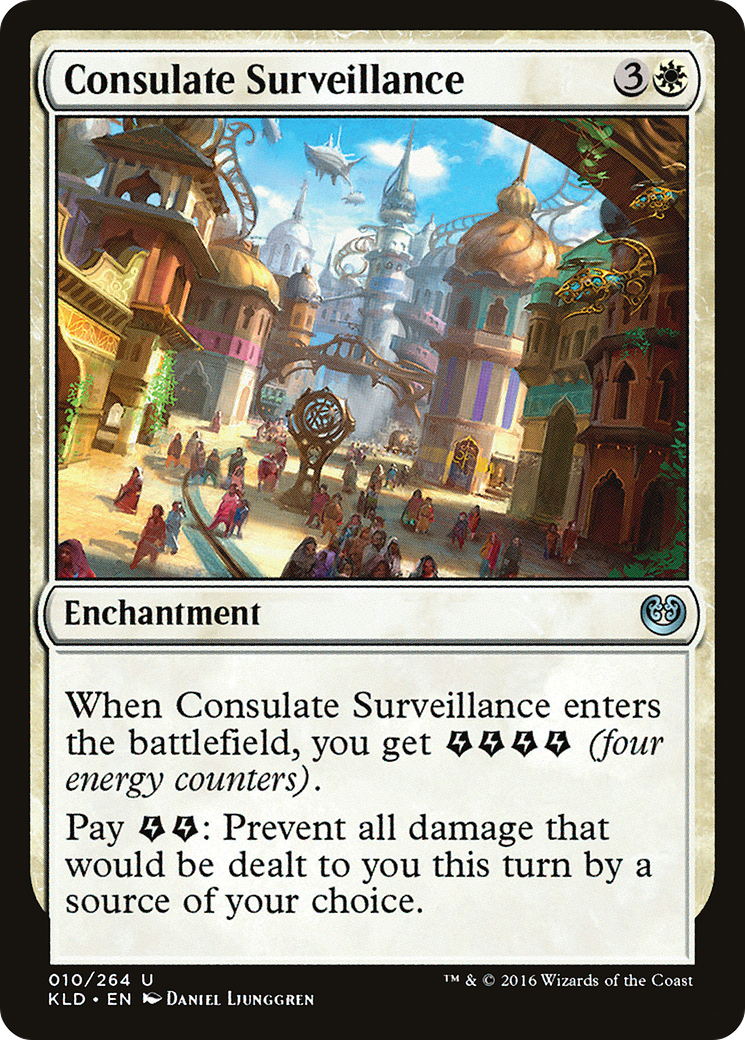 Consulate Surveillance 3
Enchantment
When Consulate Surveillance enters
the battlefield, you get (four
energy counters).
Pay : Prevent all damage that
would be dealt to you this turn by a
source of your choice.
010/264 U
KLD • EN DANIEL LJUNGGREN
™ & © 2016 Wizards of the Coast